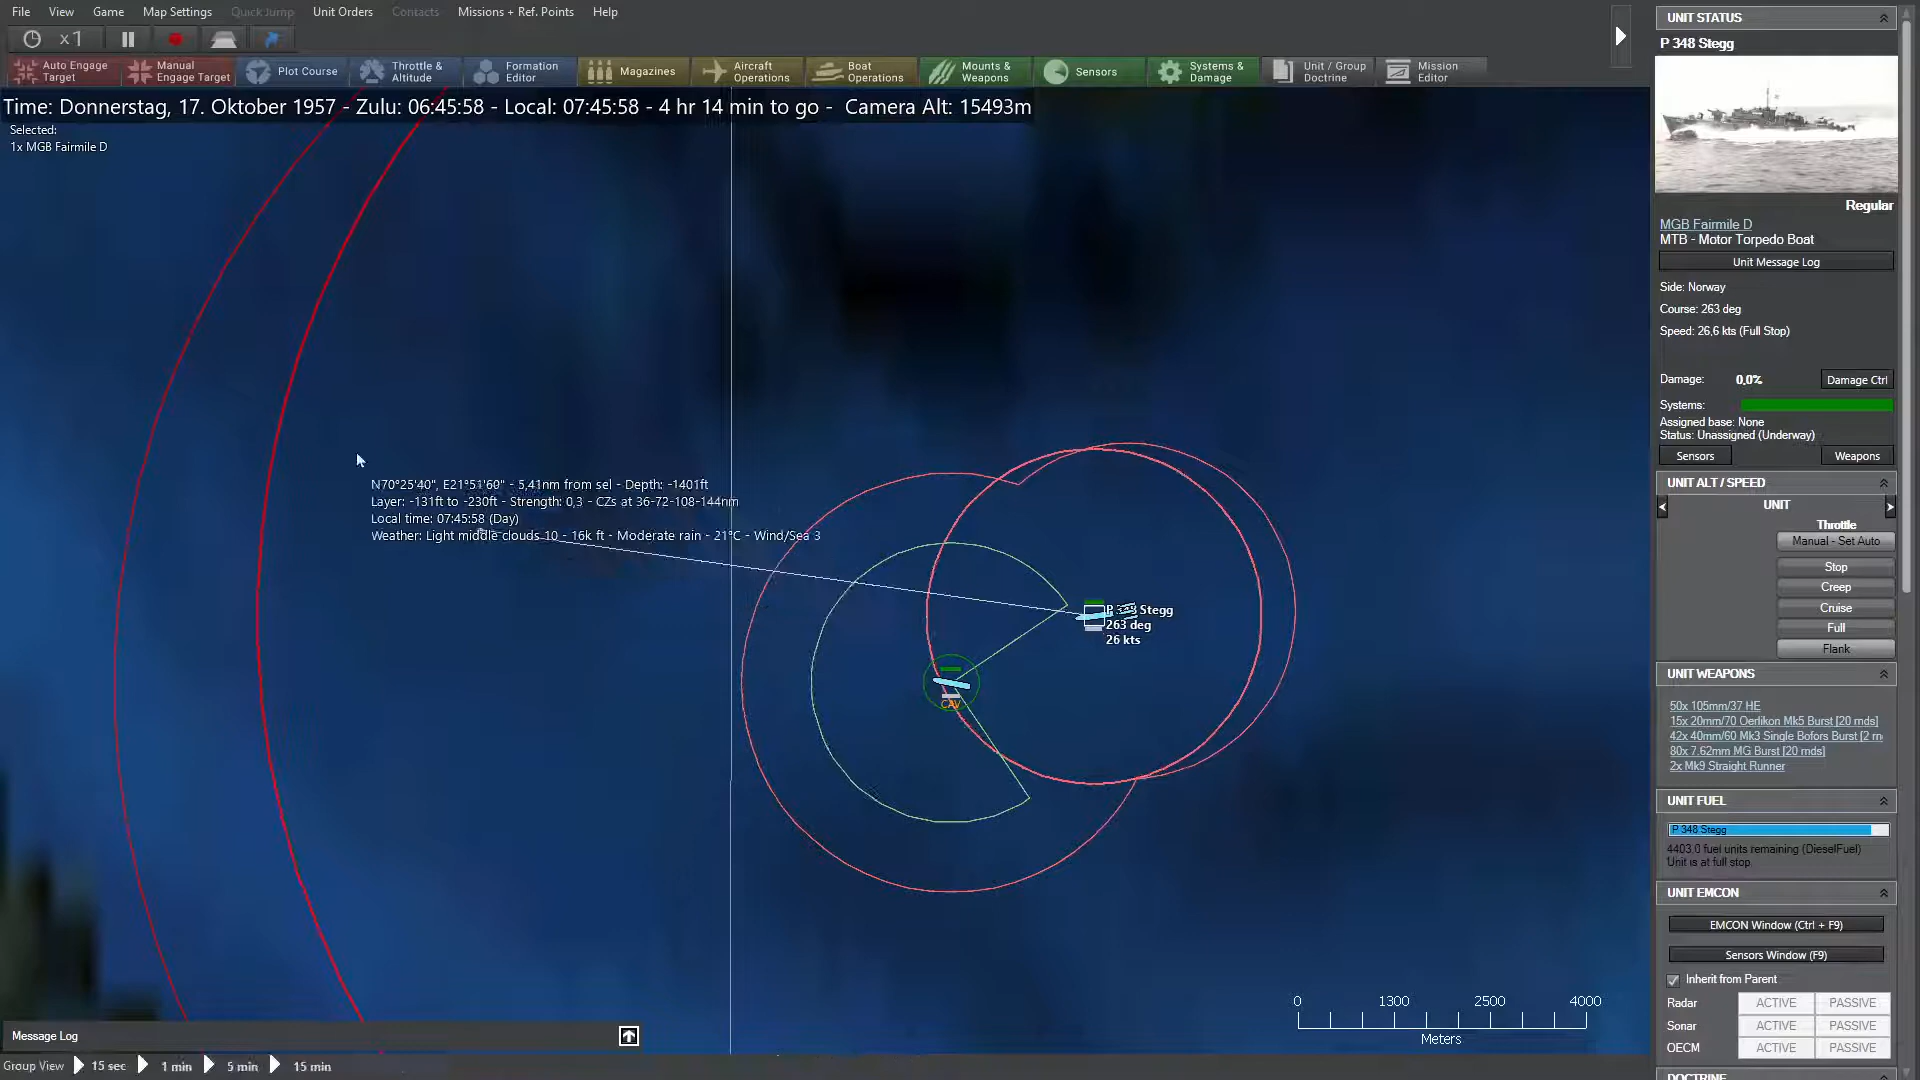 File View Game Map Settings Quick Jump Unit Orders Contacts Missions + Ref. Points Help
x1
Auto Engage Target
Manual Engage Target
Plot Course
Throttle & Altitude
Formation Editor
Magazines
Aircraft Operations
Boat Operations
Mounts & Weapons
Sensors
Systems & Damage
Unit / Group Doctrine
Mission Editor
Time: Donnerstag, 17. Oktober 1957 - Zulu: 06:45:58 - Local: 07:45:58 - 4 hr 14 min to go - Camera Alt: 15493m
Selected:
1x MGB Fairmile D
N70°25'40", E21°51'60" - 5,41nm from sel - Depth: -1401ft
Layer: -131ft to -230ft - Strength: 0,3 - CZs at 36-72-108-144nm
Local time: 07:45:58 (Day)
Weather: Light middle clouds 10 - 16k ft - Moderate rain - 21°C - Wind/Sea 3
P 348 Stegg
263 deg
26 kts
CAV
0 1300 2500 4000
Meters
Message Log
Group View 15 sec 1 min 5 min 15 min
UNIT STATUS
P 348 Stegg
Regular
MGB Fairmile D
MTB - Motor Torpedo Boat
Unit Message Log
Side: Norway
Course: 263 deg
Speed: 26,6 kts (Full Stop)
Damage: 0,0% Damage Ctrl
Systems:
Assigned base: None
Status: Unassigned (Underway)
Sensors Weapons
UNIT ALT / SPEED
UNIT
Throttle
Manual - Set Auto
Stop
Creep
Cruise
Full
Flank
UNIT WEAPONS
50x 105mm/37 HE
15x 20mm/70 Oerlikon Mk5 Burst [20 rnds]
42x 40mm/60 Mk3 Single Bofors Burst [2 rn
80x 7.62mm MG Burst [20 rnds]
2x Mk9 Straight Runner
UNIT FUEL
P 348 Stegg
4403,0 fuel units remaining (DieselFuel)
Unit is at full stop.
UNIT EMCON
EMCON Window (Ctrl + F9)
Sensors Window (F9)
Inherit from Parent
Radar ACTIVE PASSIVE
Sonar ACTIVE PASSIVE
OECM ACTIVE PASSIVE
DOCTRINE